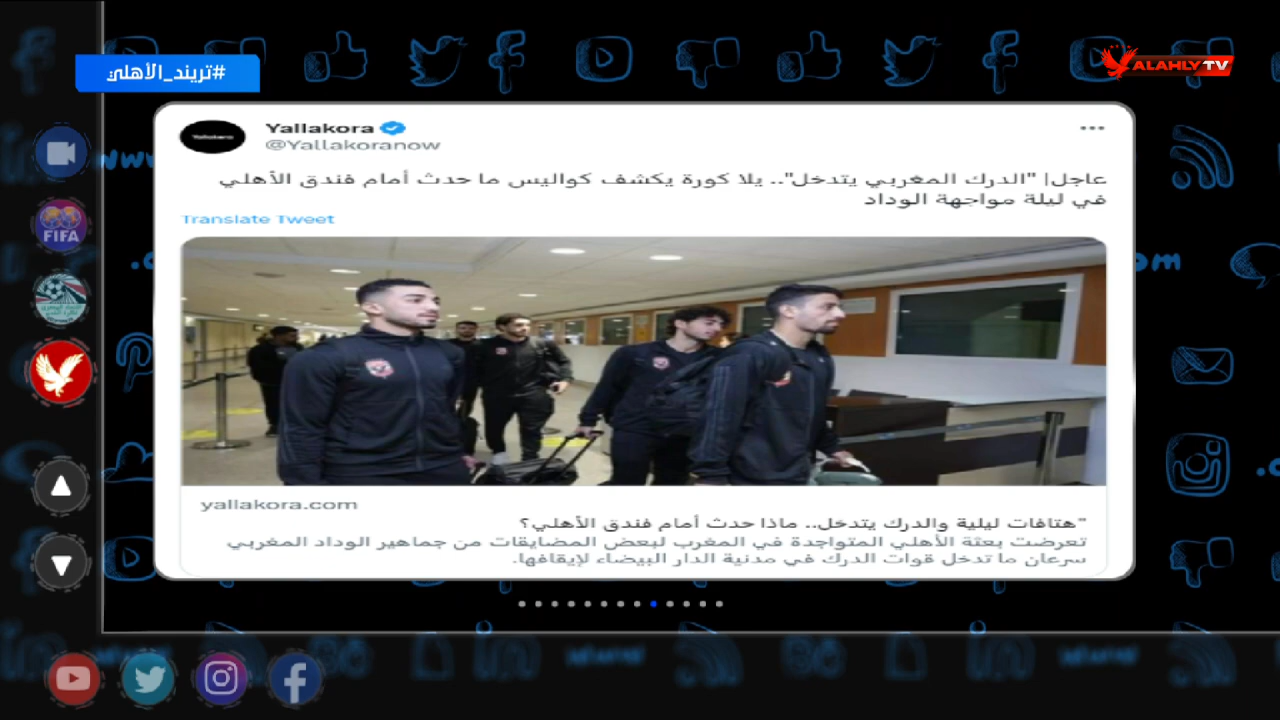 #تريند_الأهلي
ALAHLY TV
Yallakora
@Yallakoranow
عاجل| "الدرك المغربي يتدخل".. يلا كورة يكشف كواليس ما حدث أمام فندق الأهلي
في ليلة مواجهة الوداد
Translate Tweet
FIFA
yallakora.com
"هتافات ليلية والدرك يتدخل.. ماذا حدث أمام فندق الأهلي؟
تعرضت بعثة الأهلي المتواجدة في المغرب لبعض المضايقات من جماهير الوداد المغربي
سرعان ما تدخل قوات الدرك في مدنية الدار البيضاء لإيقافها.